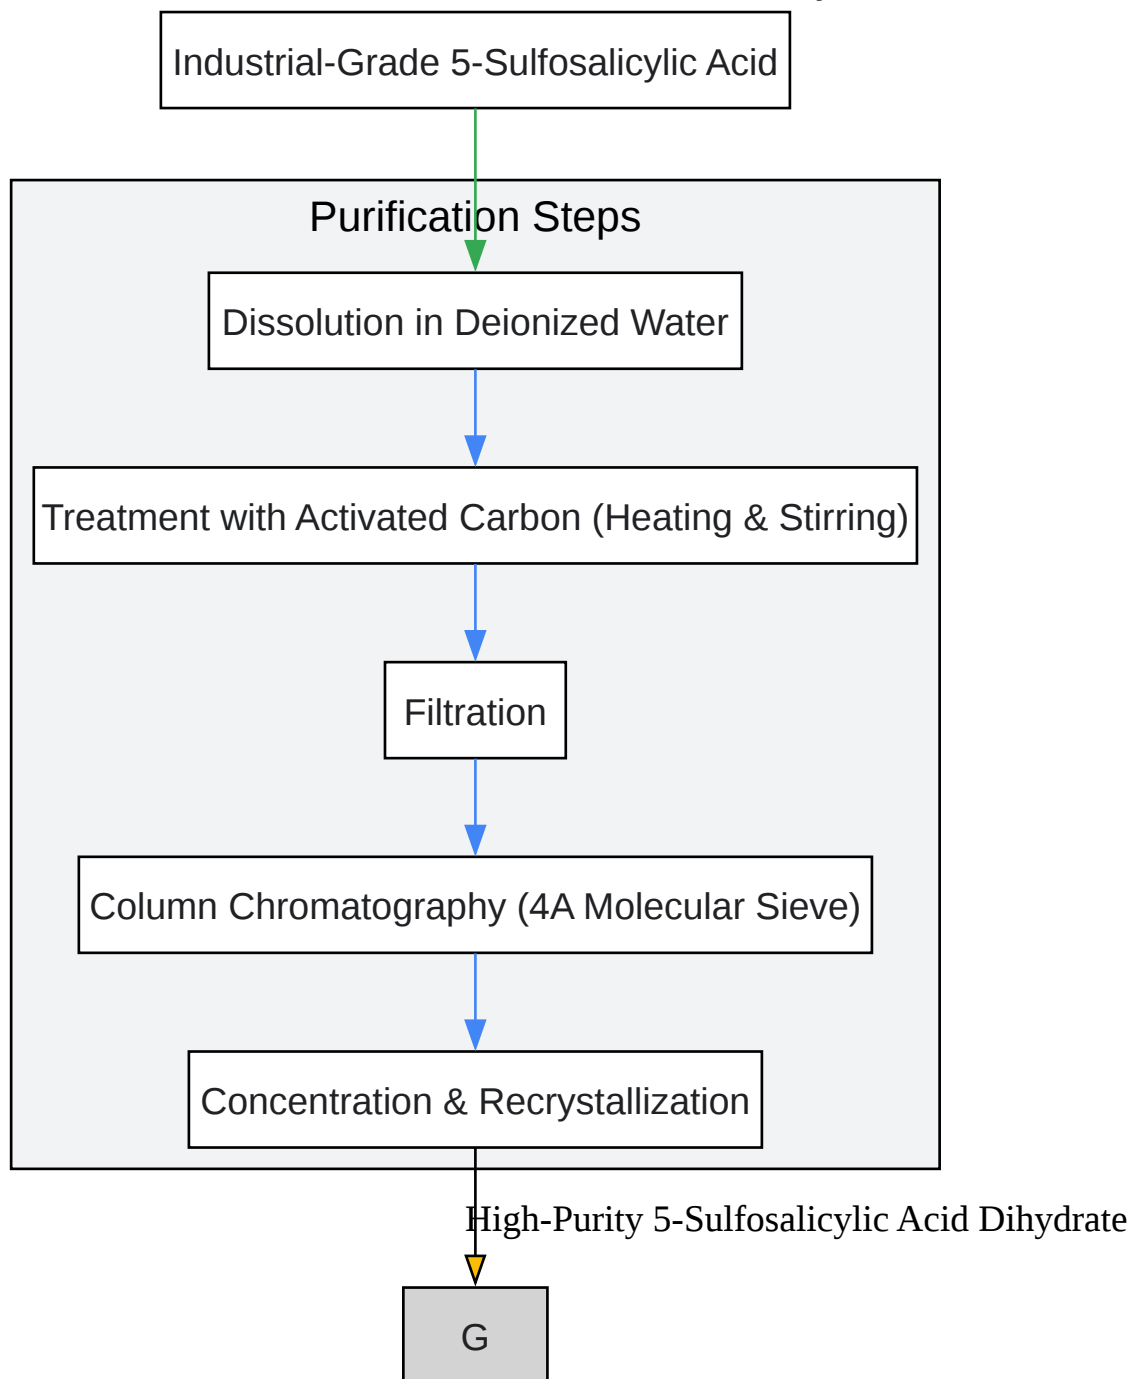 Industrial-Grade 5-Sulfosalicylic Acid
Purification Steps
Dissolution in Deionized Water
Treatment with Activated Carbon (Heating & Stirring)
Filtration
Column Chromatography (4A Molecular Sieve)
Concentration & Recrystallization
High-Purity 5-Sulfosalicylic Acid Dihydrate
G